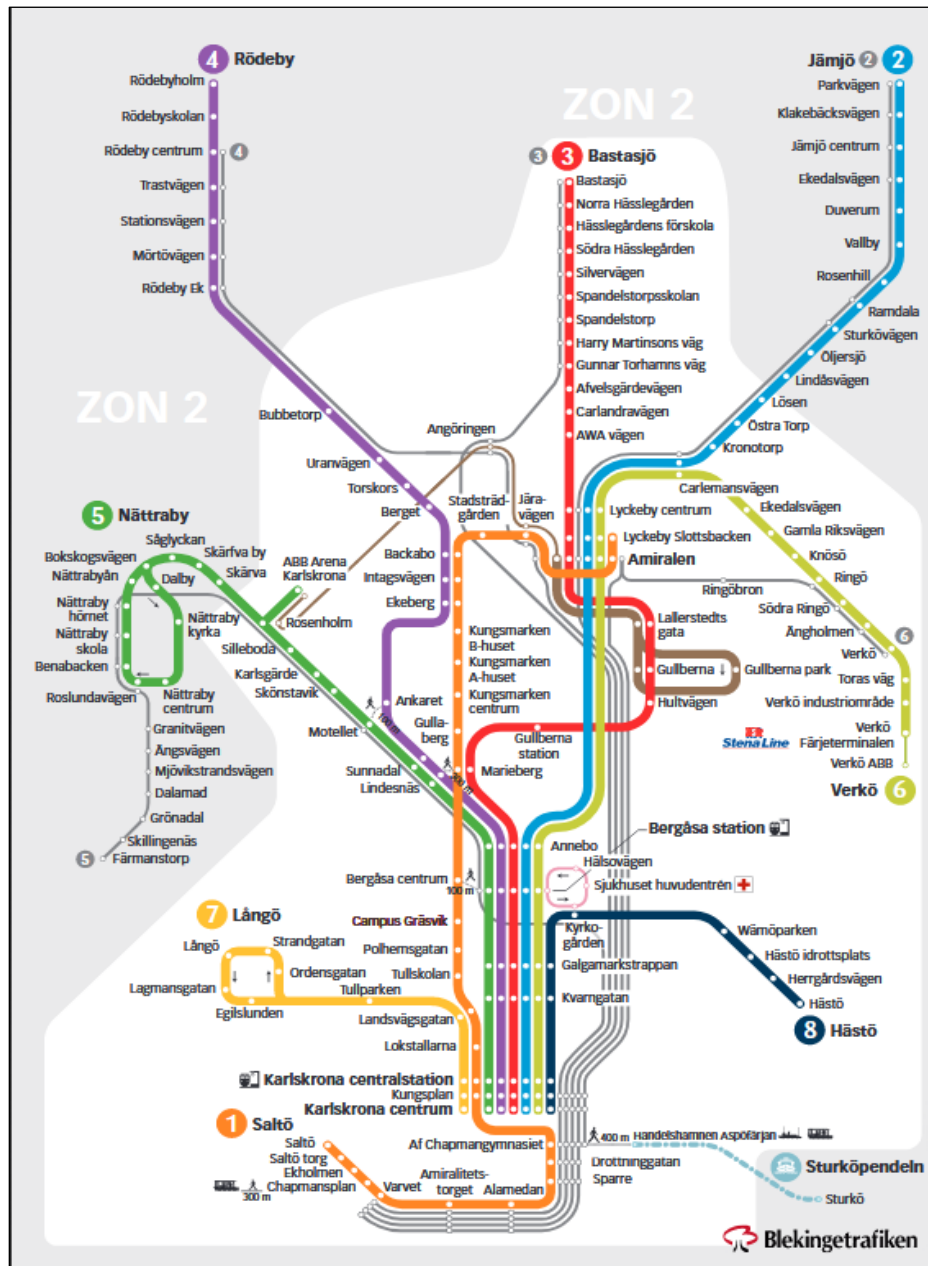 4 Rödeby
Rödebyholm
Rödebyskolan
Rödeby centrum
4
Trastvägen
Stationsvägen
Mörtövägen
Rödeby Ek
Bubbetorp
Uranvägen
Torskors
Berget
Backabo
Intagsvägen
Ekeberg
Ankaret
100 m
Gulla-
berg
300 m
ZON 2
ZON 2
Jämjö 2 2
Parkvägen
Klakebäcksvägen
Jämjö centrum
Ekedalsvägen
Duverum
Vallby
Rosenhill
Ramdala
Sturkövägen
Öljersjö
Lindåsvägen
Lösen
Östra Torp
Kronotorp
3 3 Bastasjö
Bastasjö
Norra Hässlegården
Hässlegårdens förskola
Södra Hässlegården
Silvervägen
Spandelstorpsskolan
Spandelstorp
Harry Martinsons väg
Gunnar Torhamns väg
Afvelsgärdevägen
Carlandravägen
AWA vägen
Angöringen
Stadsträd-
gården
Jära-
vägen
Carlemansvägen
Lyckeby centrum
Lyckeby Slottsbacken
Amiralen
Ekedalsvägen
Gamla Riksvägen
Knösö
Ringö
Ringöbron
Södra Ringö
Ängholmen
6
Verkö
Toras väg
Verkö industriområde
Verkö
Färjeterminalen
Verkö ABB
Verkö 6
Stena Line
5 Nättraby
Såglyckan
Bokskogsvägen
Skärfva by
Nättrabyån
Dalby
Skärva
ABB Arena
Karlskrona
Rosenholm
Nättraby
hörnet
Nättraby
kyrka
Nättraby
skola
Silleboda
Benabacken
Karlsgärde
Skönstavik
Roslundavägen
Nättraby
centrum
Granitvägen
Motellet
Ängsvägen
Mjövikstrandsvägen
Sunnadal
Dalamad
Lindesnäs
Grönadal
Skillingenäs
5
Färmanstorp
Kungsmarken
B-huset
Kungsmarken
A-huset
Kungsmarken
centrum
Lallerstedts
gata
Gullberna
Gullberna park
Hultvägen
Gullberna
station
Marieberg
Annebo
Bergåsa station
Hälsovägen
Sjukhuset huvudentrén
Bergåsa centrum
100 m
Campus Gräsvik
Kyrko-
gården
Polhemsgatan
Galgamarkstrappan
Tullskolan
Kvarngatan
Wämöparken
Hästö idrottsplats
Herrgårdsvägen
Hästö
8 Hästö
7 Långö
Långö
Strandgatan
Ordensgatan
Lagmansgatan
Tullparken
Egilslunden
Landsvägsgatan
Lokstallarna
Karlskrona centralstation
Kungsplan
Karlskrona centrum
1 Saltö
Saltö
Saltö torg
Ekholmen
Chapmansplan
300 m
Varvet
Amiralitets-
torget
Alamedan
Af Chapmangymnasiet
400 m
Handelshamnen Aspöfärjan
Drottninggatan
Sparre
Sturköpendeln
Sturkö
Blekingetrafiken